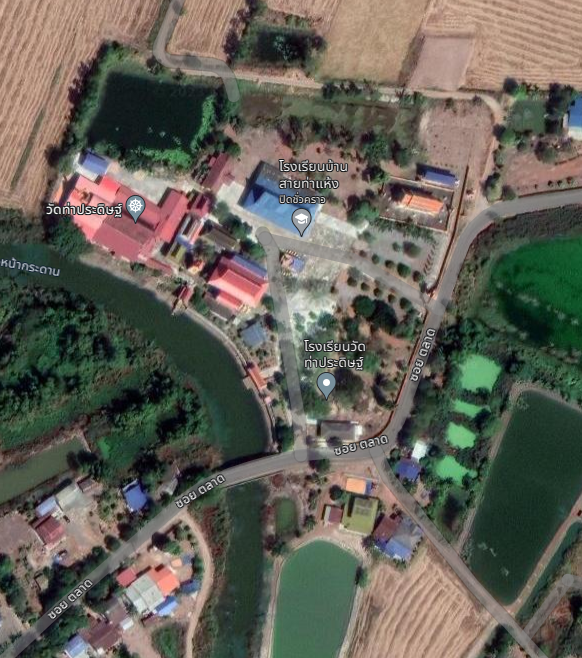 โรงเรียนบ้าน
สายท่าแห้ง
ปิดชั่วคราว
วัดท่าประดิษฐ์
หน้ากระดาน
โรงเรียนวัด
ท่าประดิษฐ์
ซอย ตลาด
ซอย ตลาด
ซอย ตลาด
ซอย ตลาด